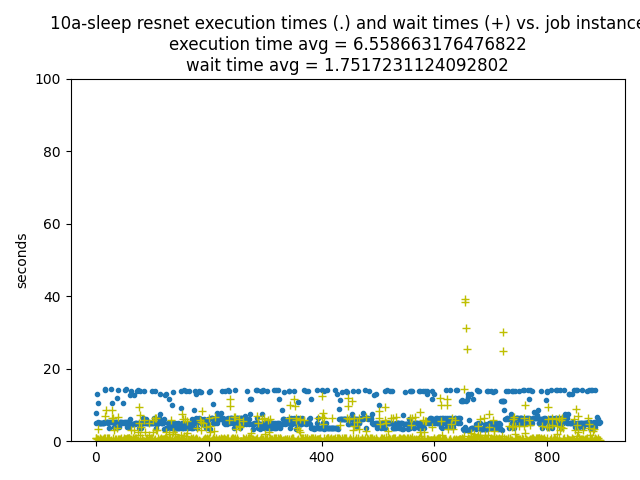 10a-sleep resnet execution times (.) and wait times (+) vs. job instance
execution time avg = 6.558663176476822
wait time avg = 1.7517231124092802
100
80
60
40
20
0
seconds
0 200 400 600 800